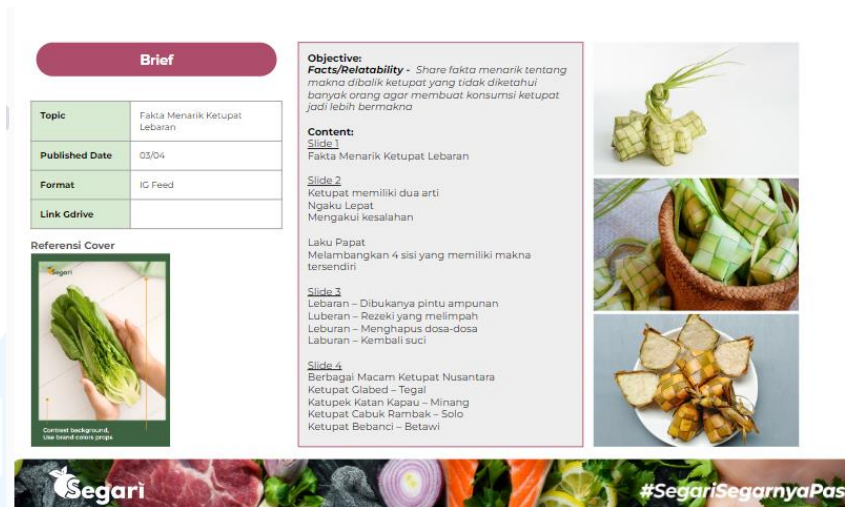 Brief
Topic
Fakta Menarik Ketupat
Lebaran
Published Date
03/04
Format
IG Feed
Link Gdrive
Referensi Cover
Segari
Contrast background,
Use brand colors props
Objective:
Facts/Relatability - Share fakta menarik tentang
makna dibalik ketupat yang tidak diketahui
banyak orang agar membuat konsumsi ketupat
jadi lebih bermakna
Content:
Slide 1
Fakta Menarik Ketupat Lebaran
Slide 2
Ketupat memiliki dua arti
Ngaku Lepat
Mengakui kesalahan
Laku Papat
Melambangkan 4 sisi yang memiliki makna
tersendiri
Slide 3
Lebaran – Dibukanya pintu ampunan
Luberan – Rezeki yang melimpah
Leburan – Menghapus dosa-dosa
Laburan – Kembali suci
Slide 4
Berbagai Macam Ketupat Nusantara
Ketupat Glabed – Tegal
Katupek Katan Kapau – Minang
Ketupat Cabuk Rambak – Solo
Ketupat Bebanci – Betawi
Segari
#SegariSegarnyaPas